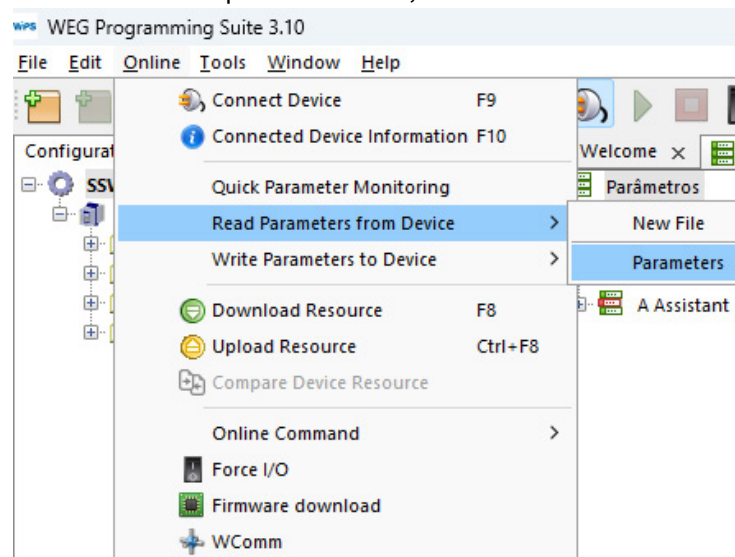 WPS WEG Programming Suite 3.10
File Edit Online Tools Window Help
Connect Device F9
Connected Device Information F10
Configurat
Welcome x
SSW
Quick Parameter Monitoring
Parâmetros
Read Parameters from Device >
New File
Write Parameters to Device >
Parameters
Download Resource F8
A Assistant
Upload Resource Ctrl+F8
Compare Device Resource
Online Command >
Force I/O
Firmware download
WComm